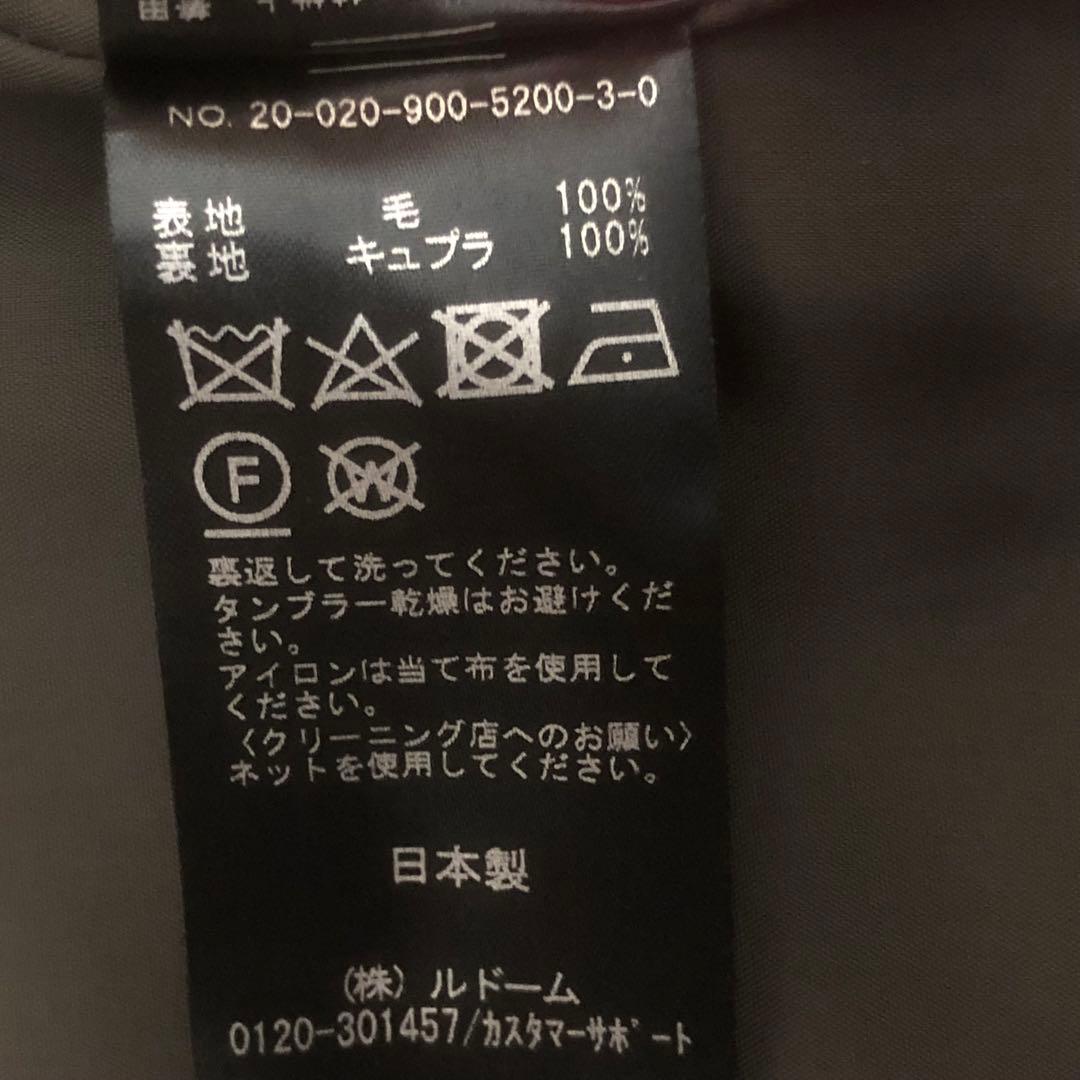 NO. 20-020-900-5200-3-0
表地 毛 100%
裏地 キュプラ 100%
F
W
裏返して洗ってください。
タンブラー乾燥はお避けくだ
さい。
アイロンは当て布を使用して
ください。
〈クリーニング店へのお願い〉
ネットを使用してください。
日本製
(株) ルドーム
0120-301457/カスタマーサポート